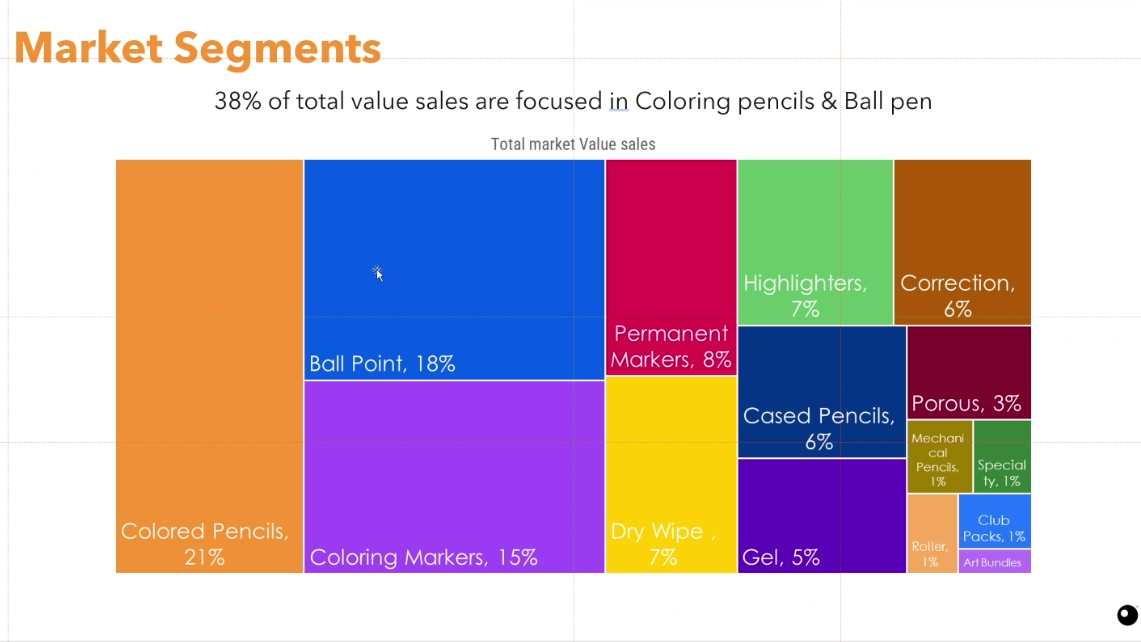 Market Segments
38% of total value sales are focused in Coloring pencils & Ball pen
Total market Value sales
Colored Pencils,
21%
Ball Point, 18%
Coloring Markers, 15%
Permanent
Markers, 8%
Dry Wipe ,
7%
Highlighters,
7%
Correction,
6%
Cased Pencils,
6%
Gel, 5%
Porous, 3%
Mechani
cal
Pencils,
1%
Special
ty, 1%
Roller,
1%
Club
Packs, 1%
Art Bundles